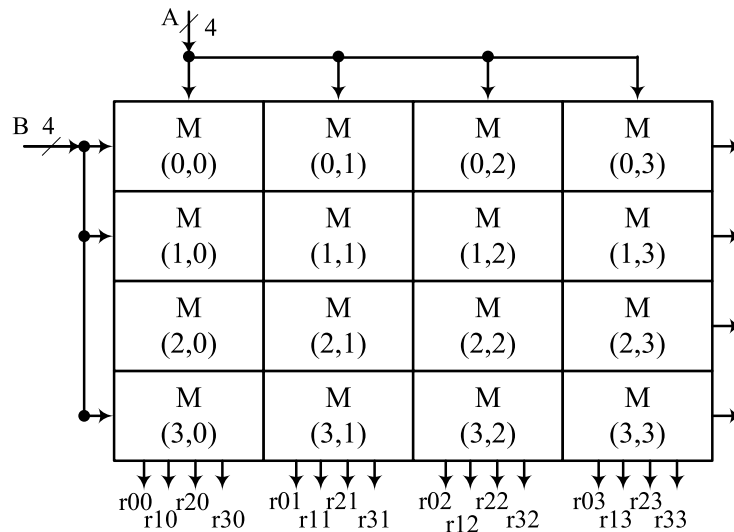 A 4
B 4
M M M M
(0,0) (0,1) (0,2) (0,3)
M M M M
(1,0) (1,1) (1,2) (1,3)
M M M M
(2,0) (2,1) (2,2) (2,3)
M M M M
(3,0) (3,1) (3,2) (3,3)
r00 r20 r01 r21 r02 r22 r03 r23
r10 r30 r11 r31 r12 r32 r13 r33